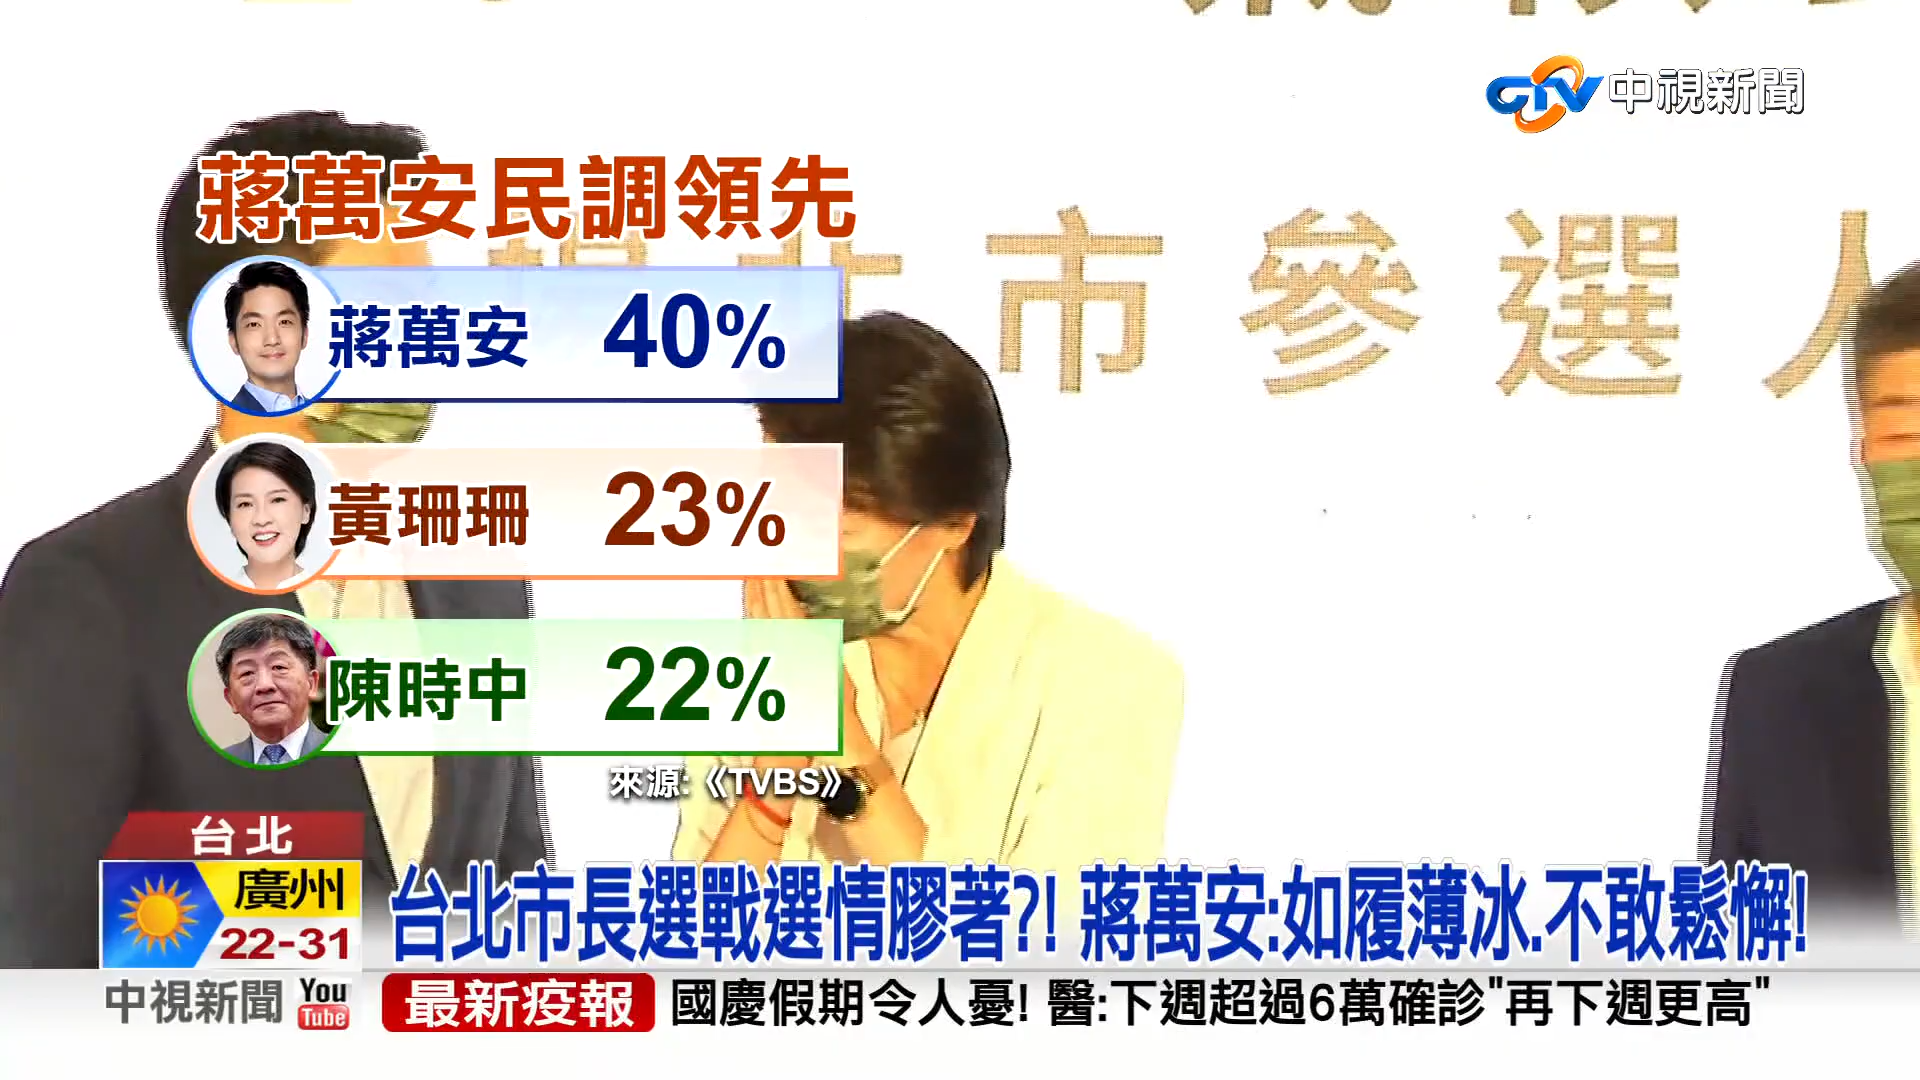 CTV 中視新聞
北市參選人
蔣萬安民調領先
蔣萬安 40%
黃珊珊 23%
陳時中 22%
來源:《TVBS》
台北
廣州
22-31
台北市長選戰選情膠著?! 蔣萬安:如履薄冰.不敢鬆懈!
中視新聞 You Tube
最新疫報 國慶假期令人憂! 醫:下週超過6萬確診"再下週更高"